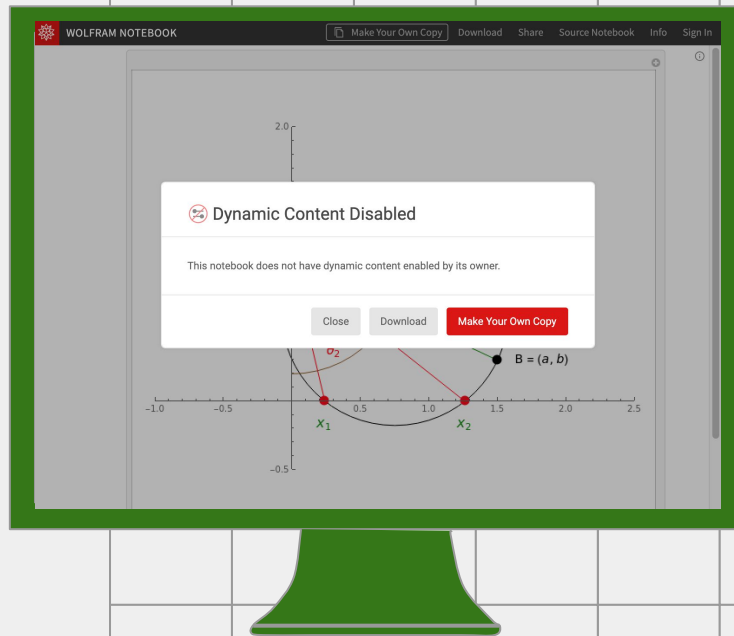 WOLFRAM NOTEBOOK Make Your Own Copy Download Share Source Notebook Info Sign In
2.0
Dynamic Content Disabled
This notebook does not have dynamic content enabled by its owner.
Close Download Make Your Own Copy
θ₂
B = (a, b)
-1.0 -0.5 0.5 1.0 1.5 2.0 2.5
x₁ x₂
-0.5